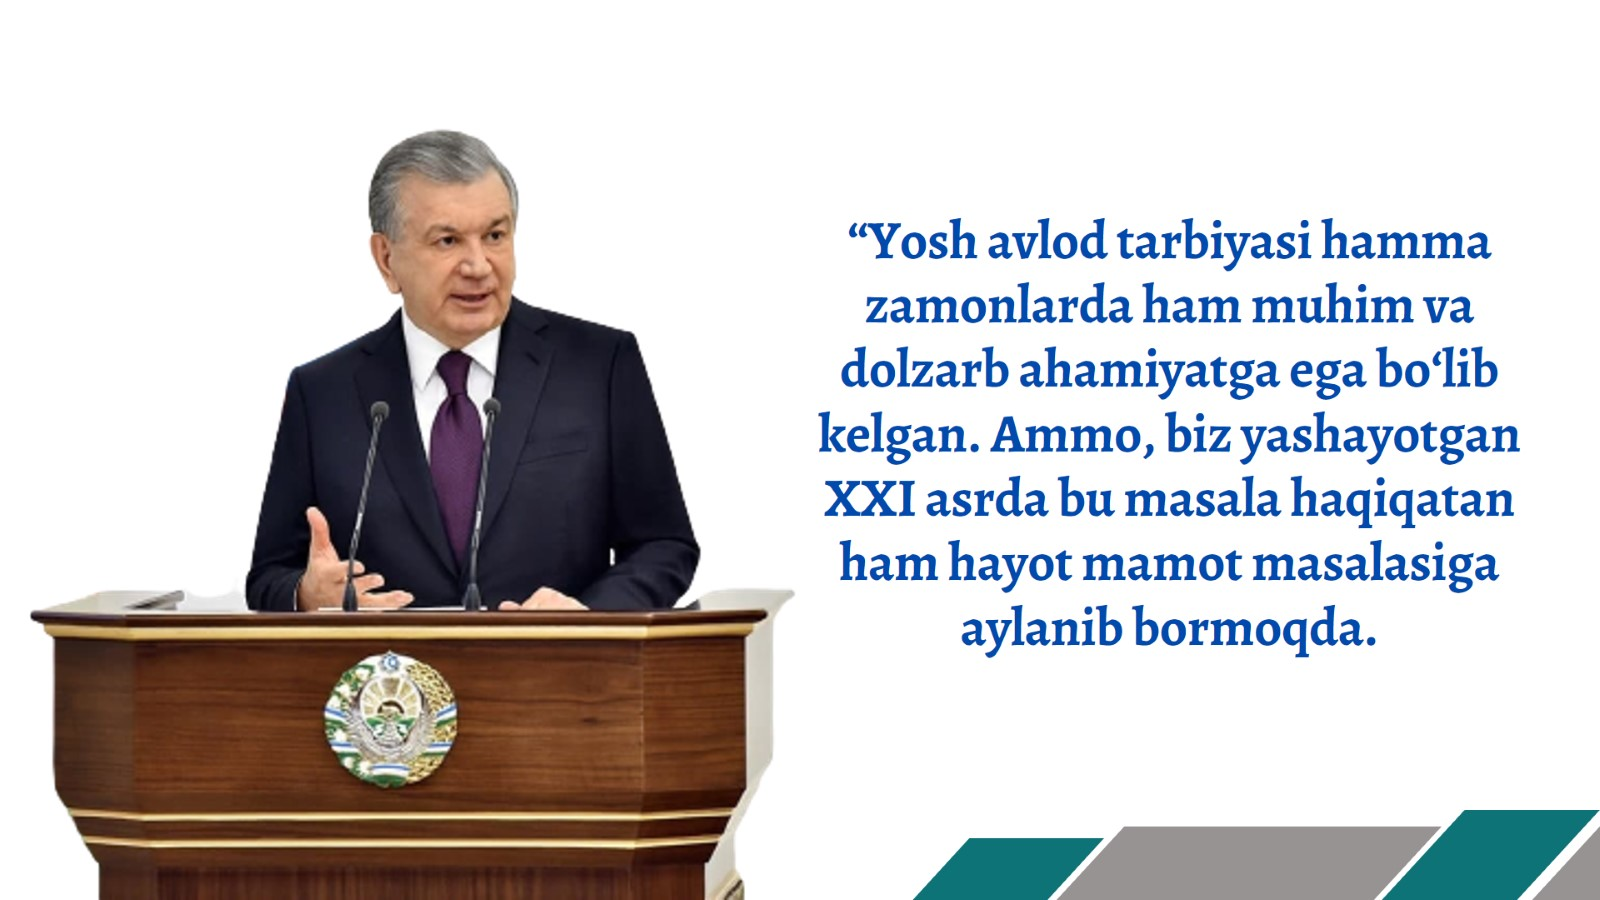 “Yosh avlod tarbiyasi hamma
zamonlarda ham muhim va
dolzarb ahamiyatga ega bo‘lib
kelgan. Ammo, biz yashayotgan
XXI asrda bu masala haqiqatan
ham hayot mamot masalasiga
aylanib bormoqda.